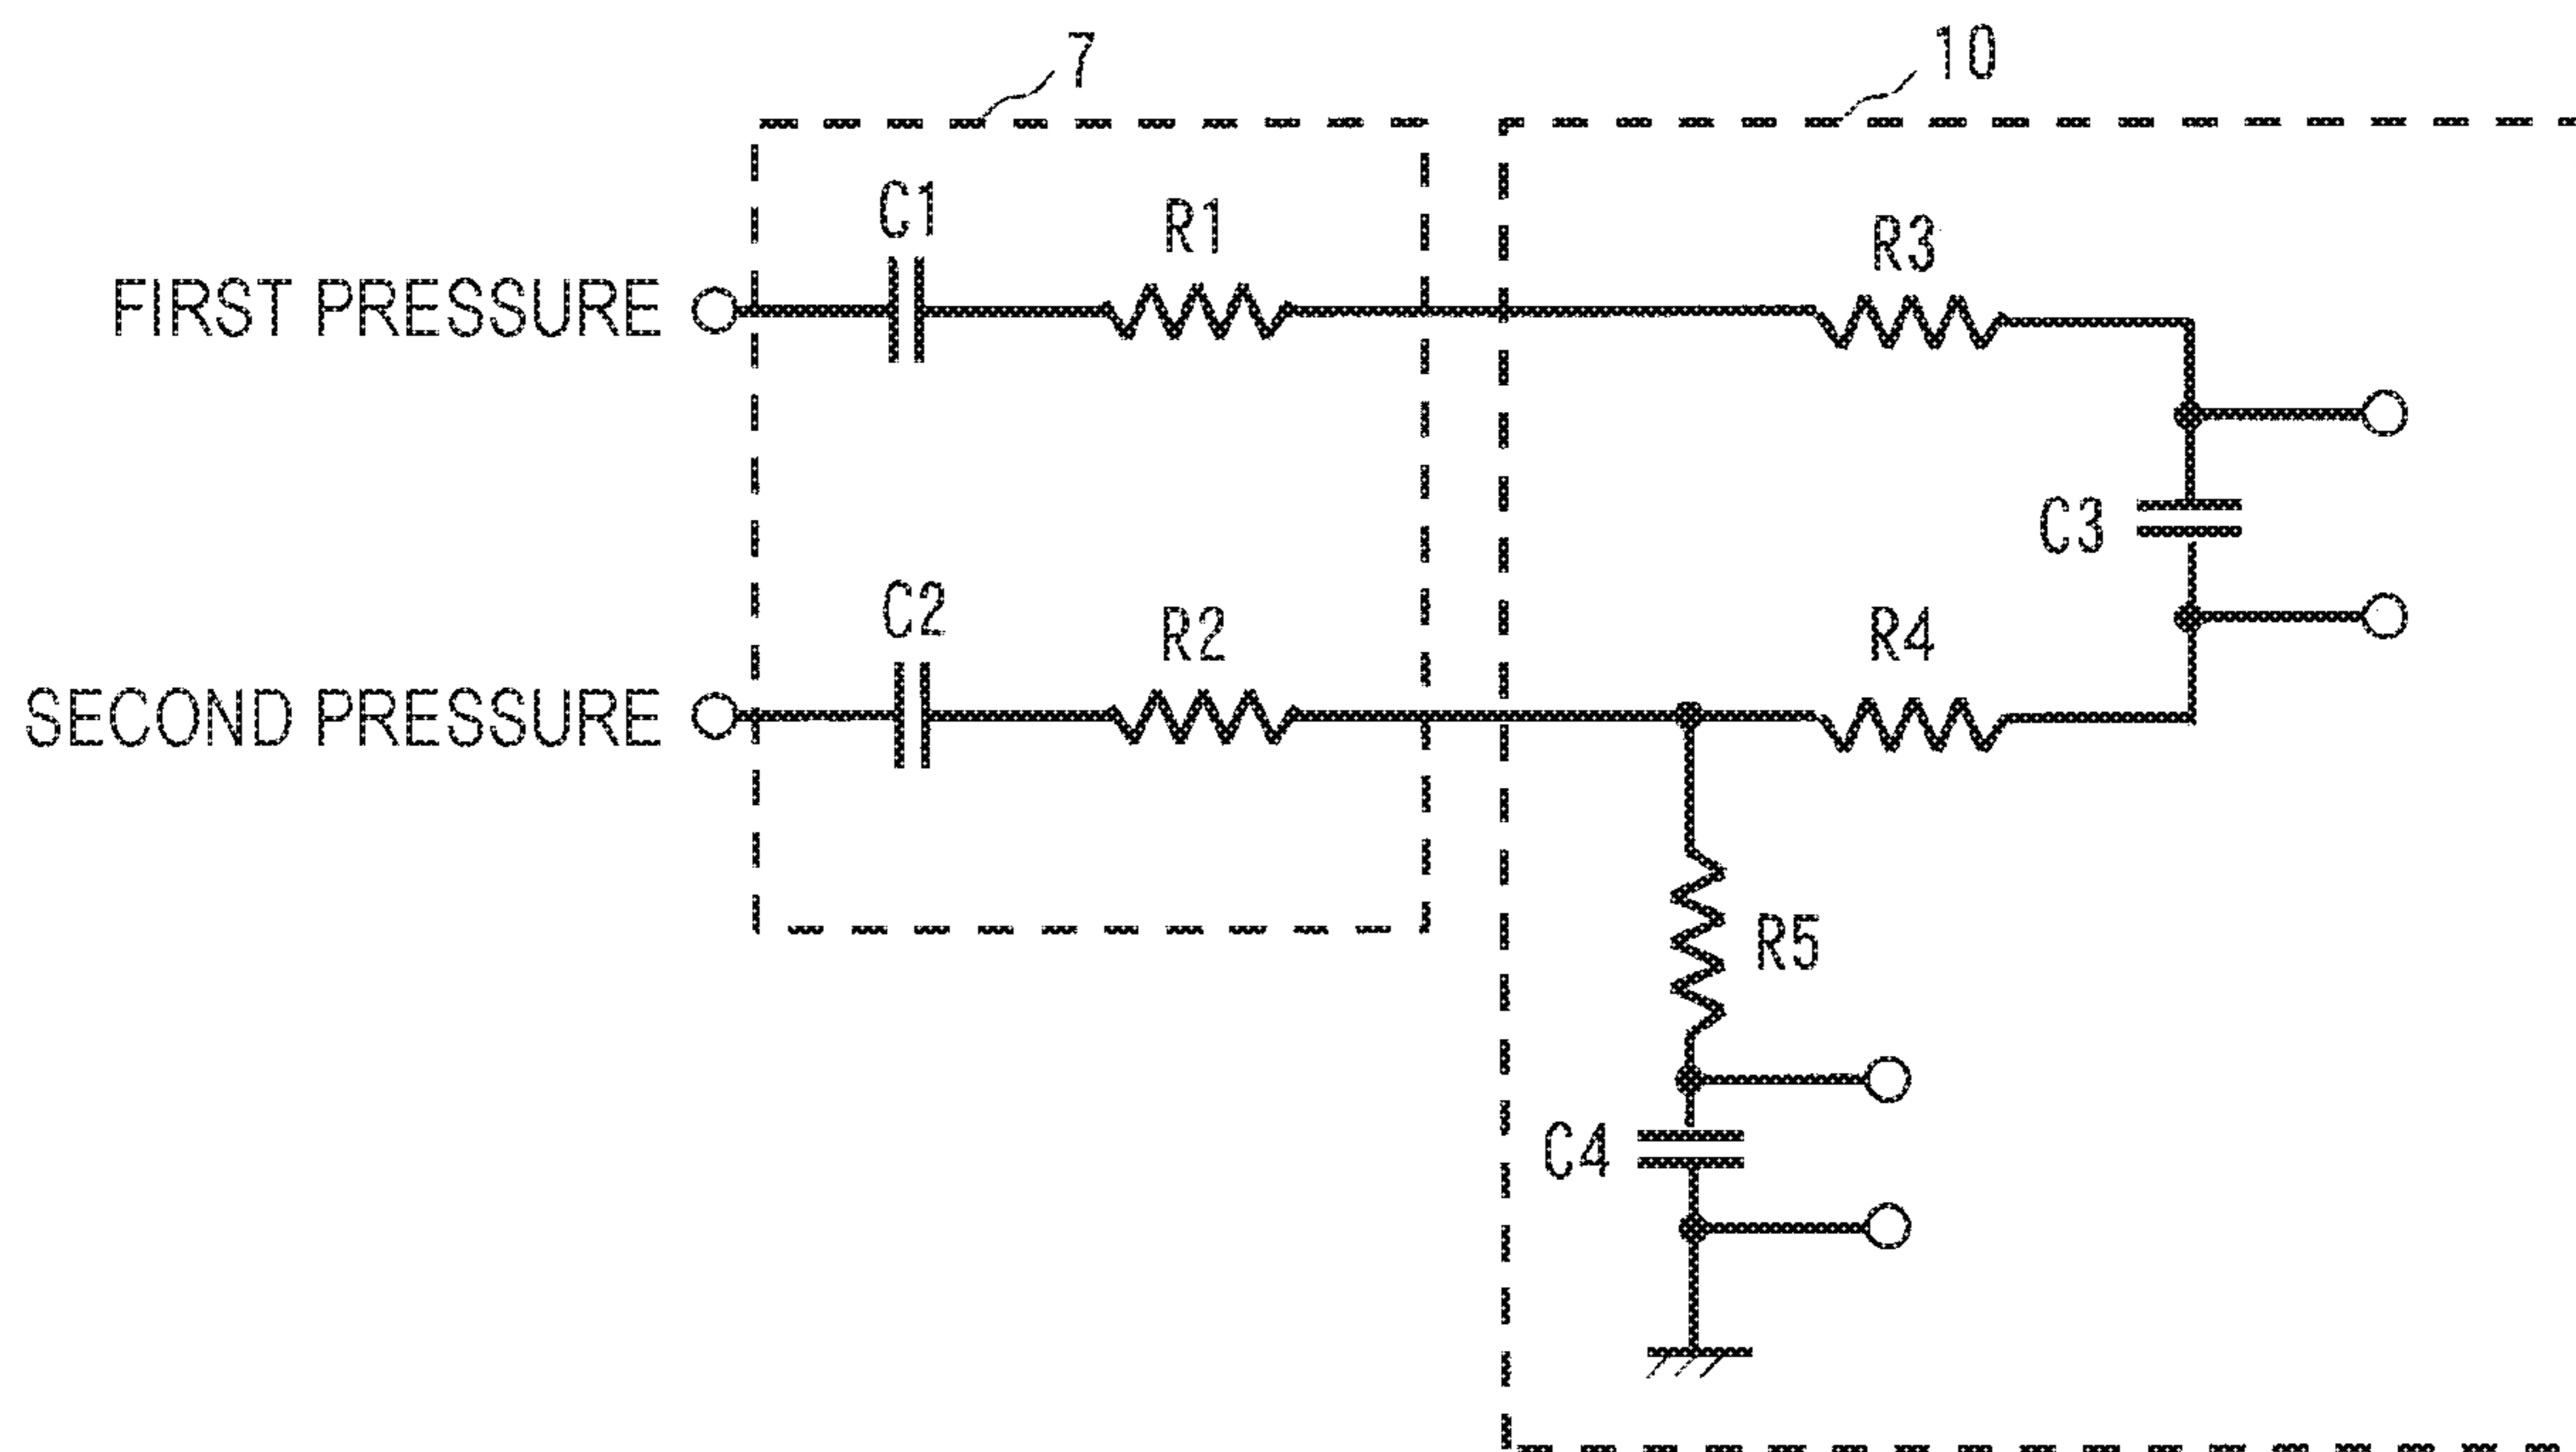 7
10
C1
R1
R3
FIRST PRESSURE
C3
C2
R2
R4
SECOND PRESSURE
R5
C4